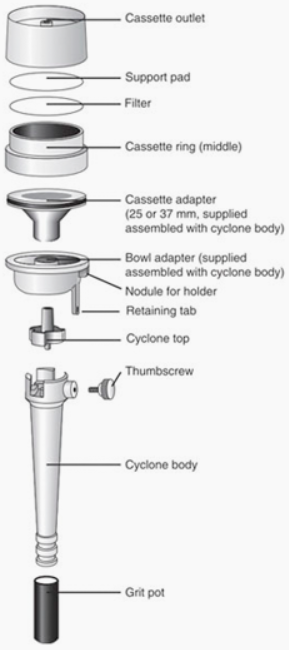 Cassette outlet
Support pad
Filter
Cassette ring (middle)
Cassette adapter
(25 or 37 mm, supplied
assembled with cyclone body)
Bowl adapter (supplied
assembled with cyclone body)
Nodule for holder
Retaining tab
Cyclone top
Thumbscrew
Cyclone body
Grit pot